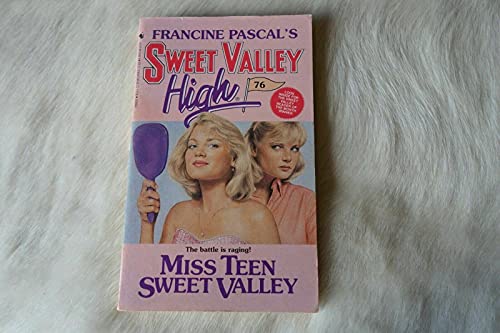 FRANCINE PASCAL'S
SWEET VALLEY
High
76
The battle is raging!
MISS TEEN
SWEET VALLEY